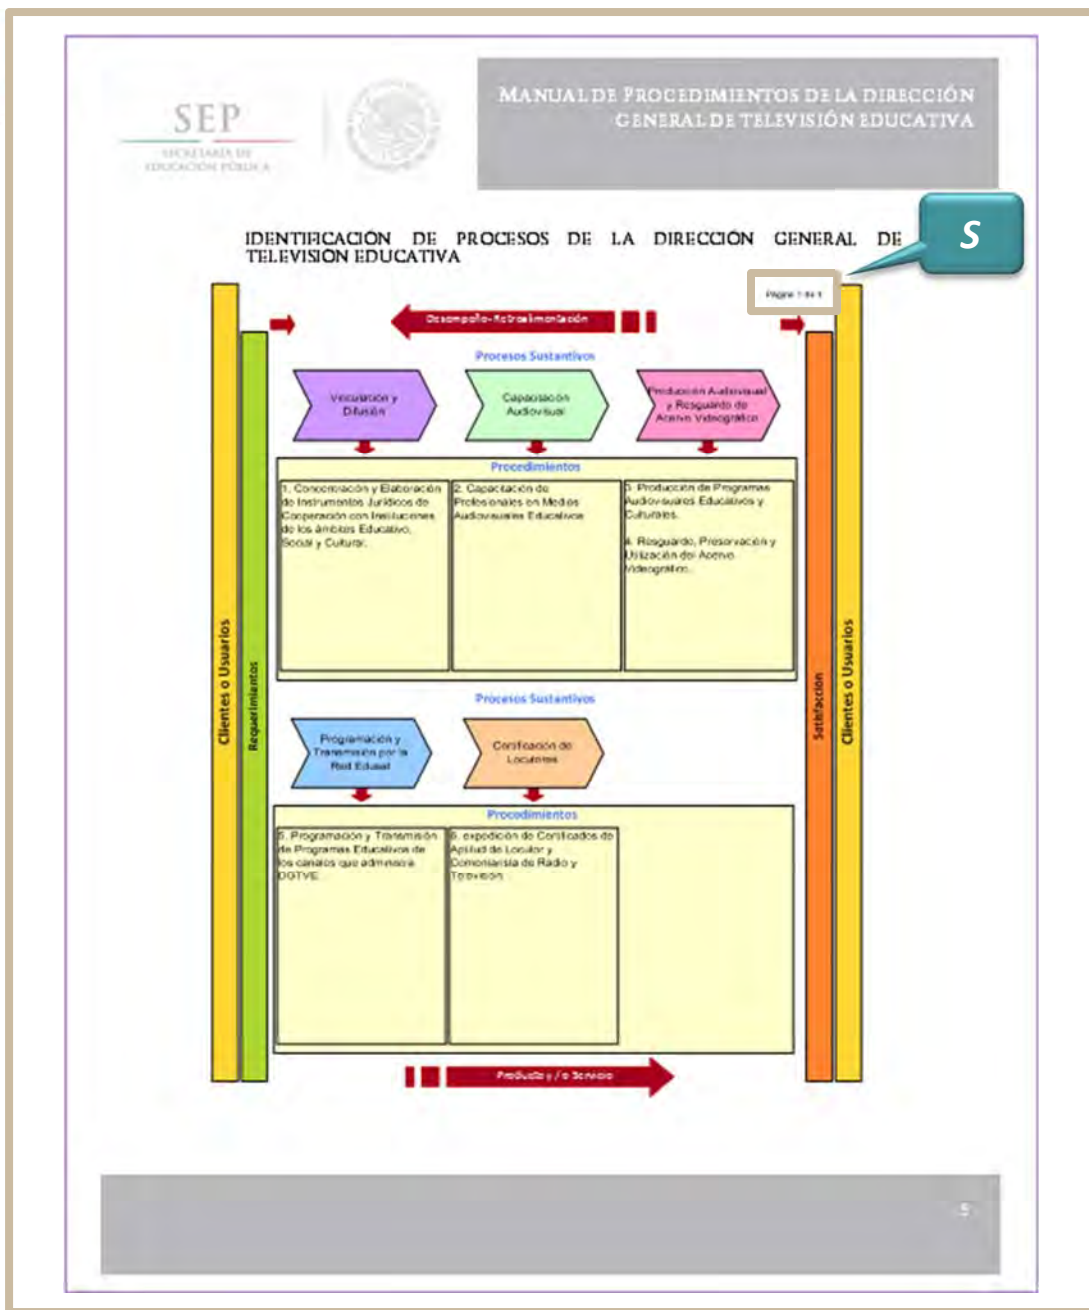 SEP
SECRETARÍA DE
EDUCACIÓN PÚBLICA
MANUAL DE PROCEDIMIENTOS DE LA DIRECCIÓN
GENERAL DE TELEVISIÓN EDUCATIVA
IDENTIFICACIÓN DE PROCESOS DE LA DIRECCIÓN GENERAL DE
TELEVISIÓN EDUCATIVA
S
Página 1 de 1
Desempeño-Retroalimentación
Procesos Sustantivos
Vinculación y
Difusión
Capacitación
Audiovisual
Producción Audiovisual
y Resguardo de
Acervo Videográfico
Procedimientos
1. Concertación y Elaboración
de Instrumentos Jurídicos de
Cooperación con Instituciones
de los ámbitos Educativo,
Social y Cultural.
2. Capacitación de
Profesionales en Medios
Audiovisuales Educativos
3. Producción de Programas
Audiovisuales Educativos y
Culturales.
4. Resguardo, Preservación y
Utilización del Acervo
Videográfico.
Clientes o Usuarios
Requerimientos
Satisfacción
Clientes o Usuarios
Procesos Sustantivos
Programación y
Transmisión por la
Red Edusat
Certificación de
Locutores
Procedimientos
5. Programación y Transmisión
de Programas Educativos de
los canales que administra
DGTVE
6. expedición de Certificados de
Aptitud de Locutor y
Comentarista de Radio y
Televisión
Producto y / o Servicio
5